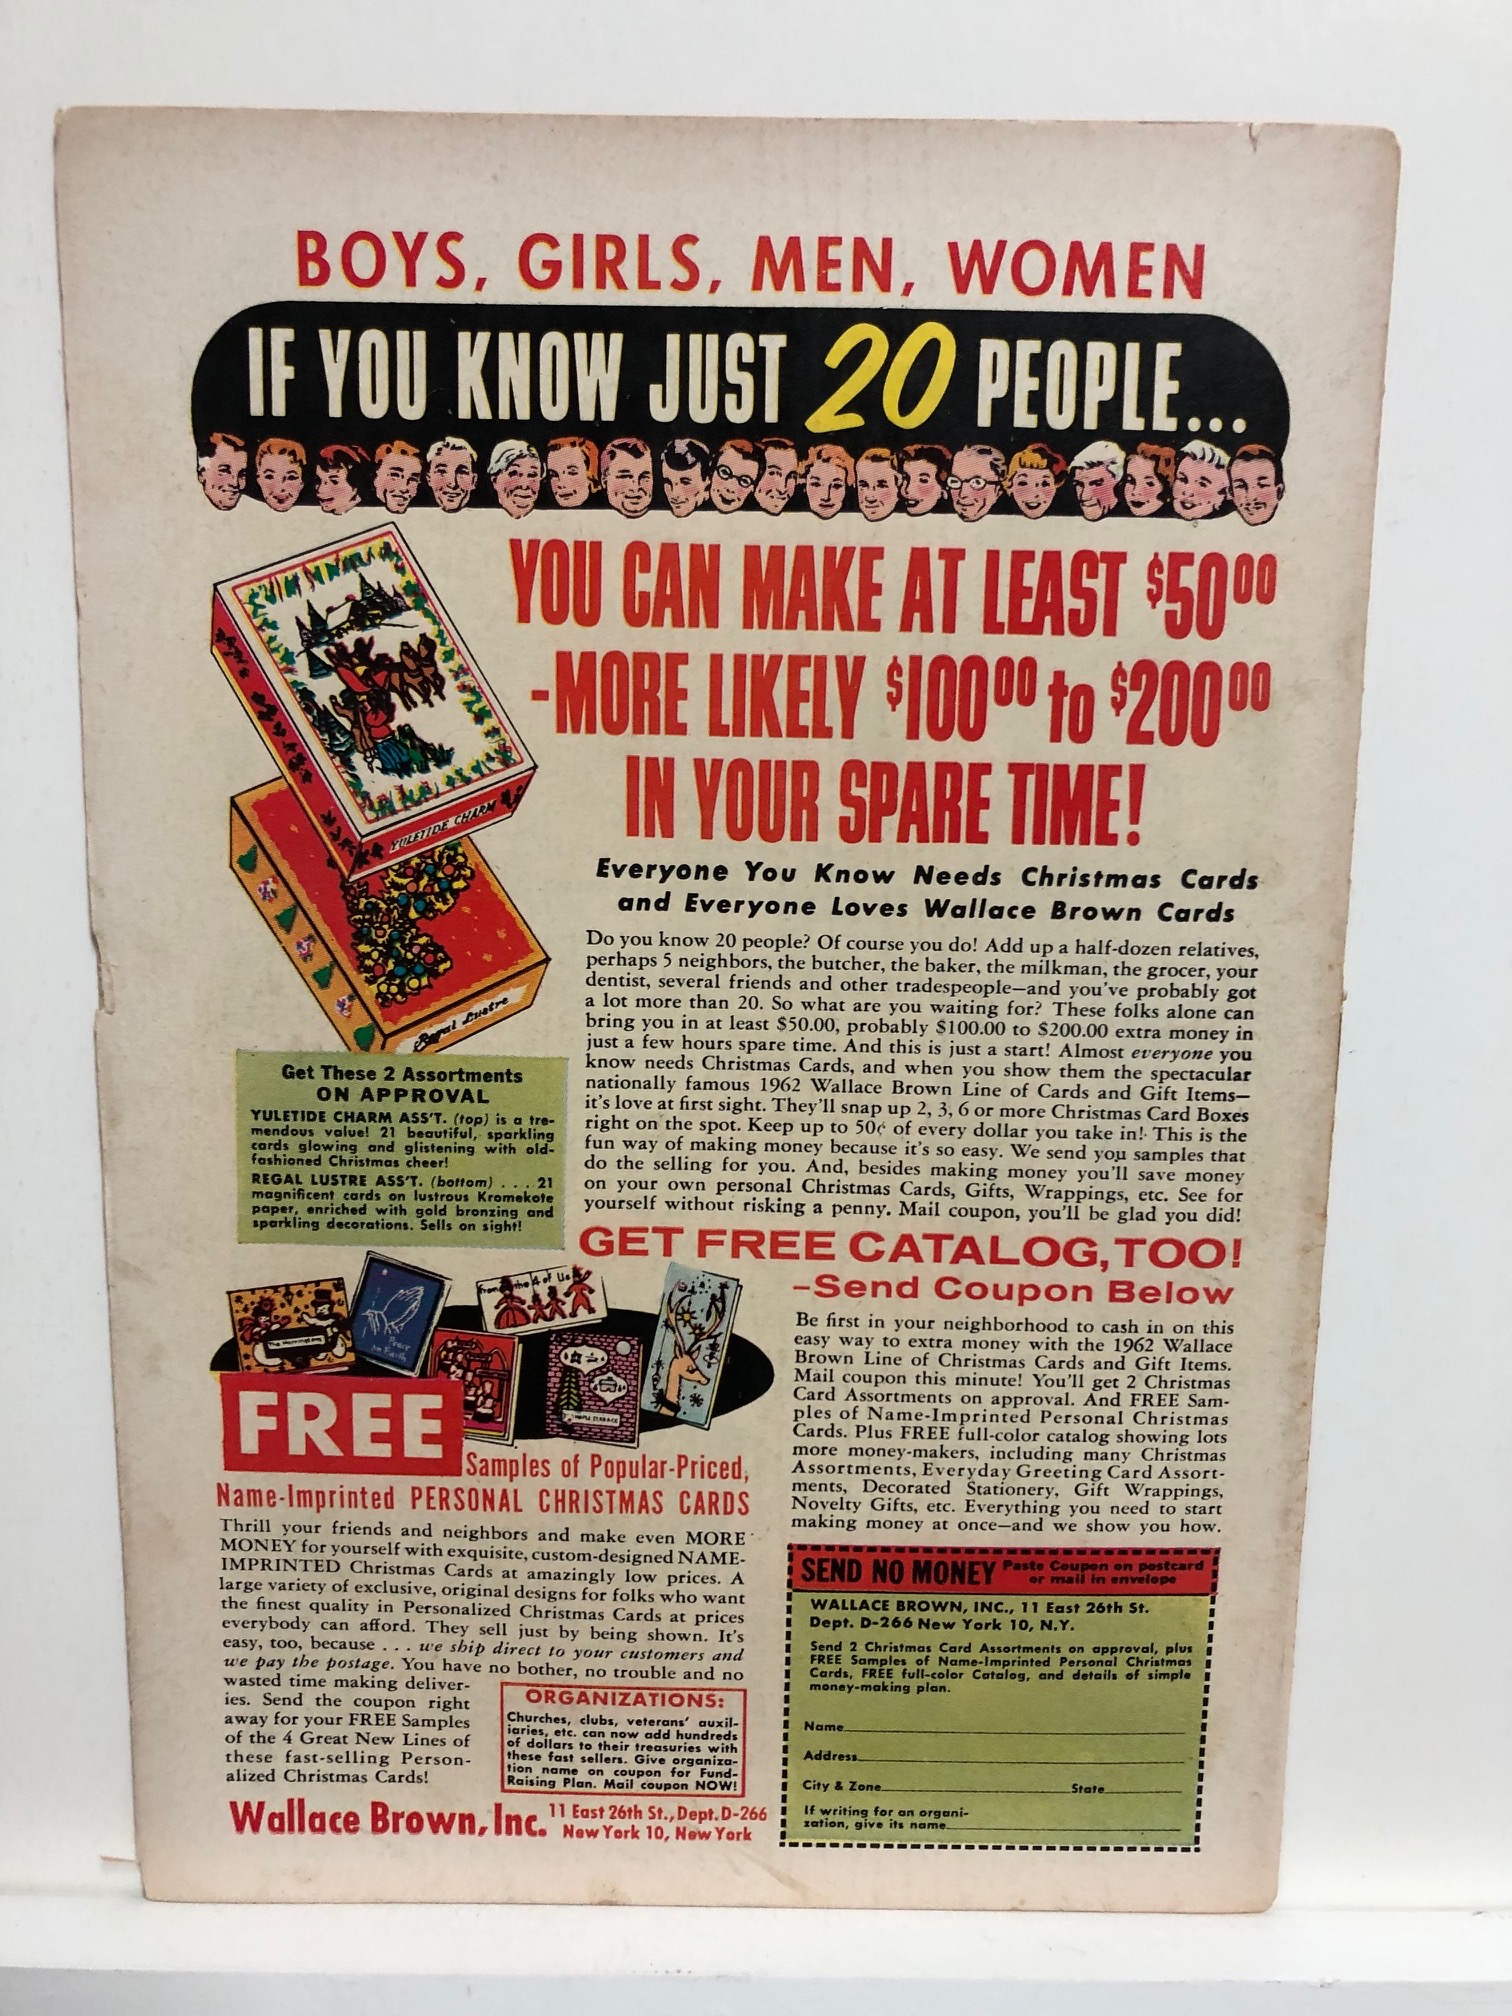 BOYS, GIRLS, MEN, WOMEN
IF YOU KNOW JUST 20 PEOPLE...
YOU CAN MAKE AT LEAST $50 00
-MORE LIKELY $100 00 to $200 00
IN YOUR SPARE TIME!
YULETIDE CHARM
Regal Lustre
Everyone You Know Needs Christmas Cards
and Everyone Loves Wallace Brown Cards
Do you know 20 people? Of course you do! Add up a half-dozen relatives,
perhaps 5 neighbors, the butcher, the baker, the milkman, the grocer, your
dentist, several friends and other tradespeople—and you've probably got
a lot more than 20. So what are you waiting for? These folks alone can
bring you in at least $50.00, probably $100.00 to $200.00 extra money in
just a few hours spare time. And this is just a start! Almost everyone you
know needs Christmas Cards, and when you show them the spectacular
nationally famous 1962 Wallace Brown Line of Cards and Gift Items—
it's love at first sight. They'll snap up 2, 3, 6 or more Christmas Card Boxes
right on the spot. Keep up to 50¢ of every dollar you take in! This is the
fun way of making money because it's so easy. We send you samples that
do the selling for you. And, besides making money you'll save money
on your own personal Christmas Cards, Gifts, Wrappings, etc. See for
yourself without risking a penny. Mail coupon, you'll be glad you did!
Get These 2 Assortments
ON APPROVAL
YULETIDE CHARM ASS'T. (top) is a tre-
mendous value! 21 beautiful, sparkling
cards glowing and glistening with old-
fashioned Christmas cheer!
REGAL LUSTRE ASS'T. (bottom) . . . 21
magnificent cards on lustrous Kromekote
paper, enriched with gold bronzing and
sparkling decorations. Sells on sight!
GET FREE CATALOG, TOO!
–Send Coupon Below
Be first in your neighborhood to cash in on this
easy way to extra money with the 1962 Wallace
Brown Line of Christmas Cards and Gift Items.
Mail coupon this minute! You'll get 2 Christmas
Card Assortments on approval. And FREE Sam-
ples of Name-Imprinted Personal Christmas
Cards. Plus FREE full-color catalog showing lots
more money-makers, including many Christmas
Assortments, Everyday Greeting Card Assort-
ments, Decorated Stationery, Gift Wrappings,
Novelty Gifts, etc. Everything you need to start
making money at once—and we show you how.
The Harringtons
Peace
on Earth
From the 4 of Us
FREE
Samples of Popular-Priced,
Name-Imprinted PERSONAL CHRISTMAS CARDS
Thrill your friends and neighbors and make even MORE
MONEY for yourself with exquisite, custom-designed NAME-
IMPRINTED Christmas Cards at amazingly low prices. A
large variety of exclusive, original designs for folks who want
the finest quality in Personalized Christmas Cards at prices
everybody can afford. They sell just by being shown. It's
easy, too, because . . . we ship direct to your customers and
we pay the postage. You have no bother, no trouble and no
wasted time making deliver-
ies. Send the coupon right
away for your FREE Samples
of the 4 Great New Lines of
these fast-selling Person-
alized Christmas Cards!
ORGANIZATIONS:
Churches, clubs, veterans' auxil-
iaries, etc. can now add hundreds
of dollars to their treasuries with
these fast sellers. Give organiza-
tion name on coupon for Fund-
Raising Plan. Mail coupon NOW!
Wallace Brown, Inc. 11 East 26th St., Dept. D-266
New York 10, New York
SEND NO MONEY Paste Coupon on postcard
or mail in envelope
WALLACE BROWN, INC., 11 East 26th St.
Dept. D-266 New York 10, N.Y.
Send 2 Christmas Card Assortments on approval, plus
FREE Samples of Name-Imprinted Personal Christmas
Cards, FREE full-color Catalog, and details of simple
money-making plan.
Name
Address
City & Zone State
If writing for an organi-
zation, give its name